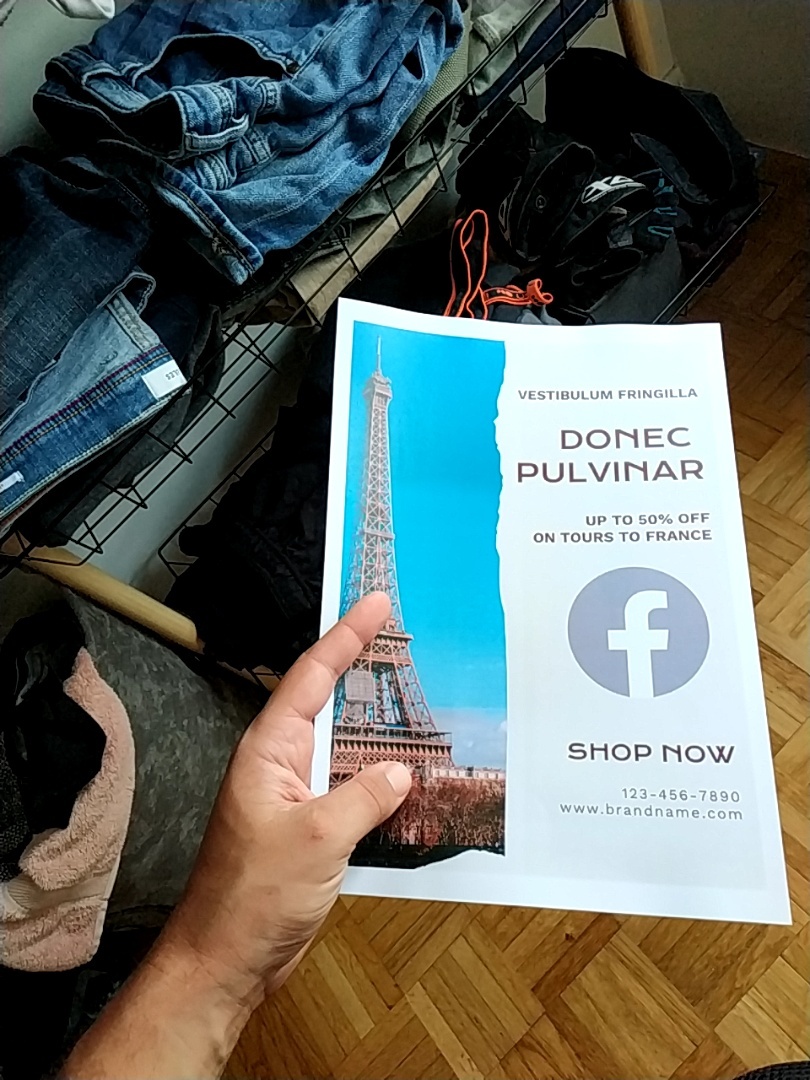 VESTIBULUM FRINGILLA
DONEC
PULVINAR
UP TO 50% OFF
ON TOURS TO FRANCE
f
SHOP NOW
123-456-7890
www.brandname.com